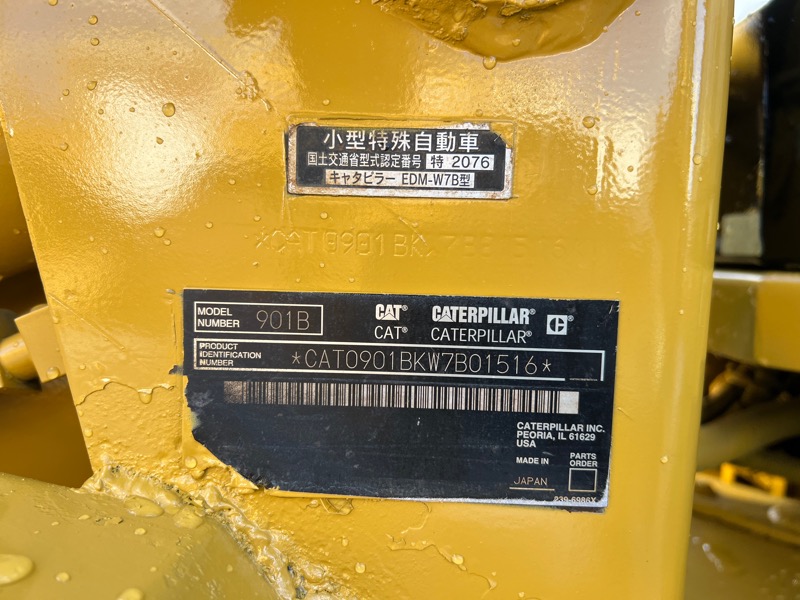 小型特殊自動車
国土交通省型式認定番号 特 2076
キャタピラー EDM-W7B型
MODEL NUMBER 901B
CAT® CATERPILLAR® C
CAT® CATERPILLAR®
PRODUCT IDENTIFICATION NUMBER *CAT0901BKW7B01516*
CATERPILLAR INC.
PEORIA, IL 61629
USA
MADE IN
JAPAN
PARTS ORDER
239-6986X